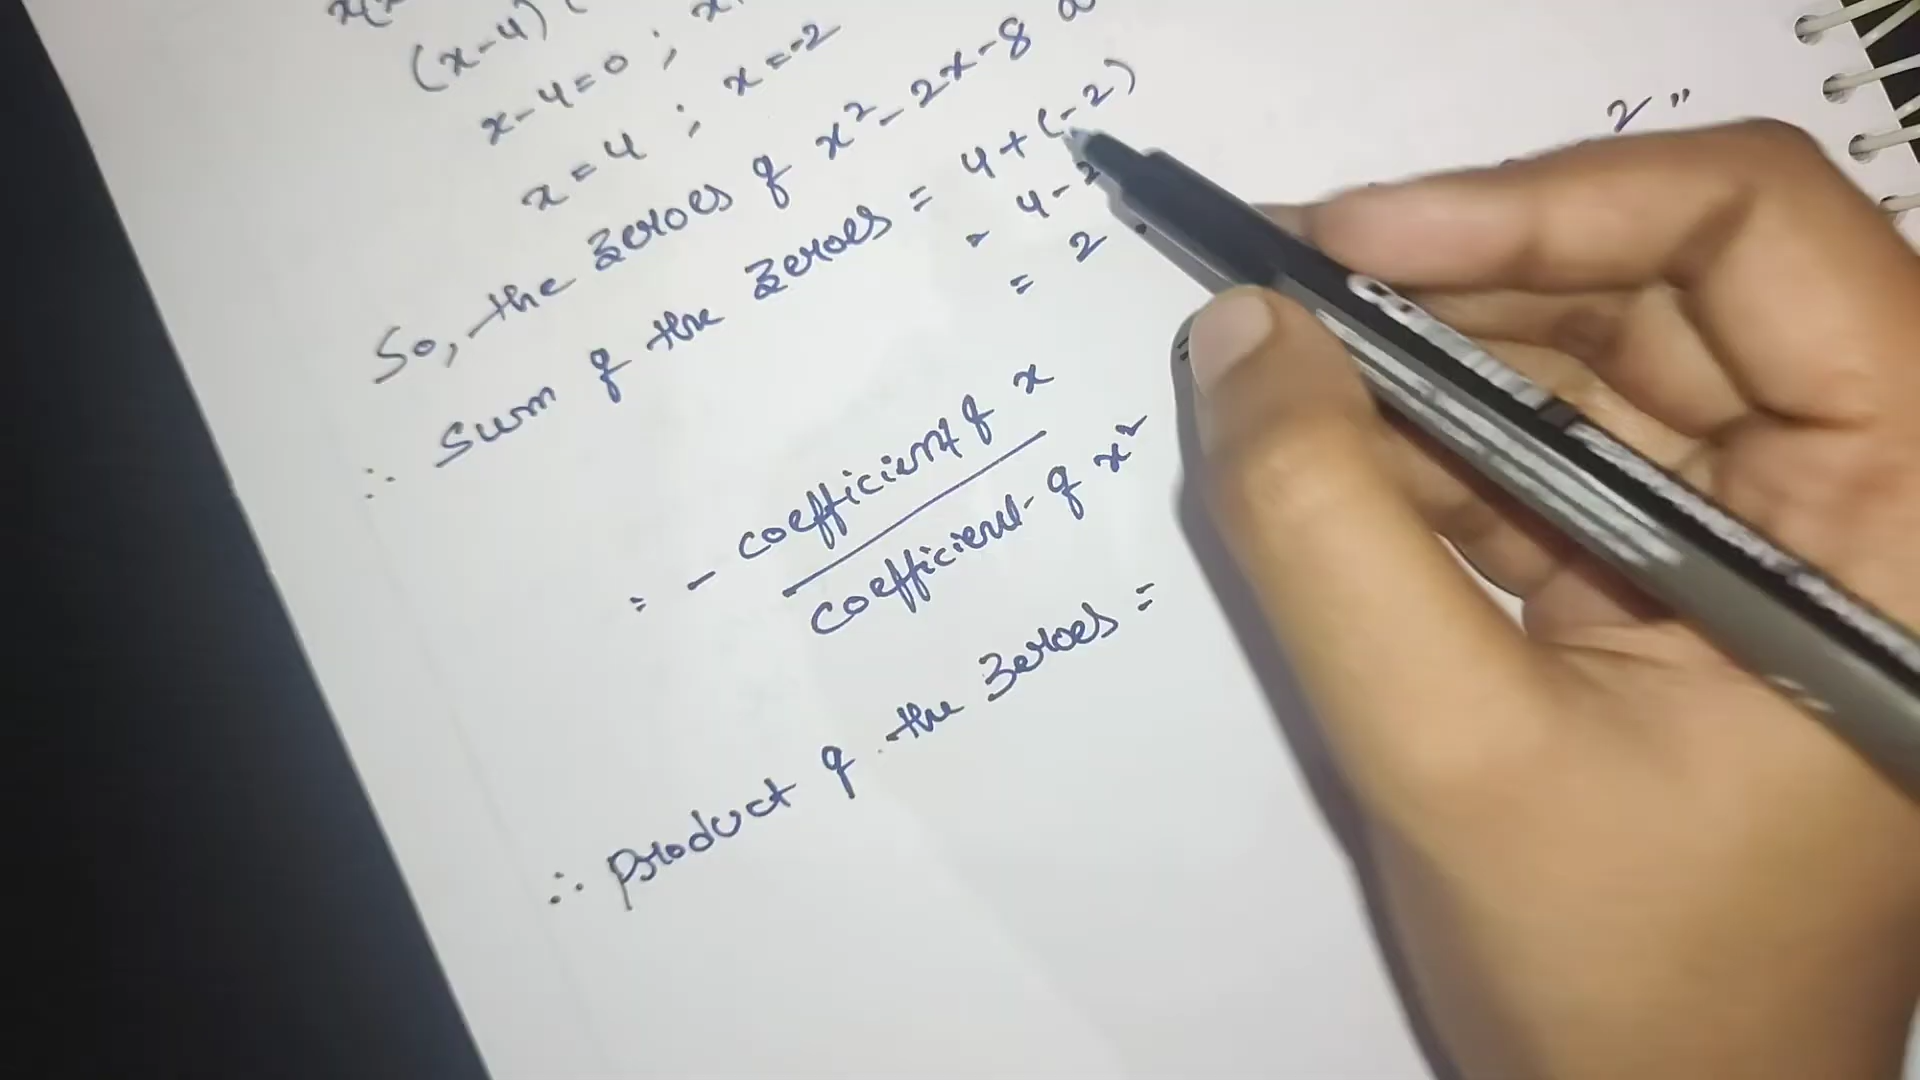 (x-4)
x-4=0 ;
x=4 ; x=-2
So, the zeroes of x²-2x-8
∴ Sum of the zeroes = 4+(-2)
= 4-2
= 2
2 "
= - coefficient of x
coefficient of x²
∴ product of the zeroes =